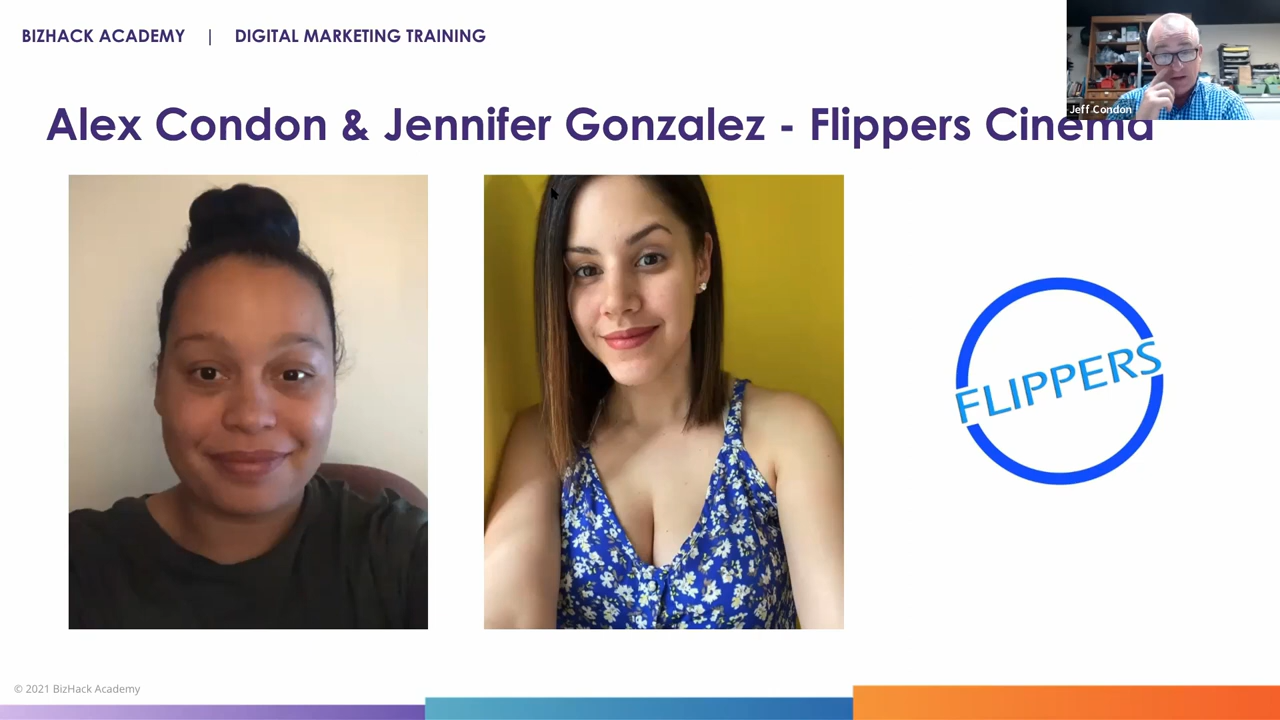 BIZHACK ACADEMY | DIGITAL MARKETING TRAINING
Jeff Condon
Alex Condon & Jennifer Gonzalez - Flippers Cinema
FLIPPERS
© 2021 BizHack Academy